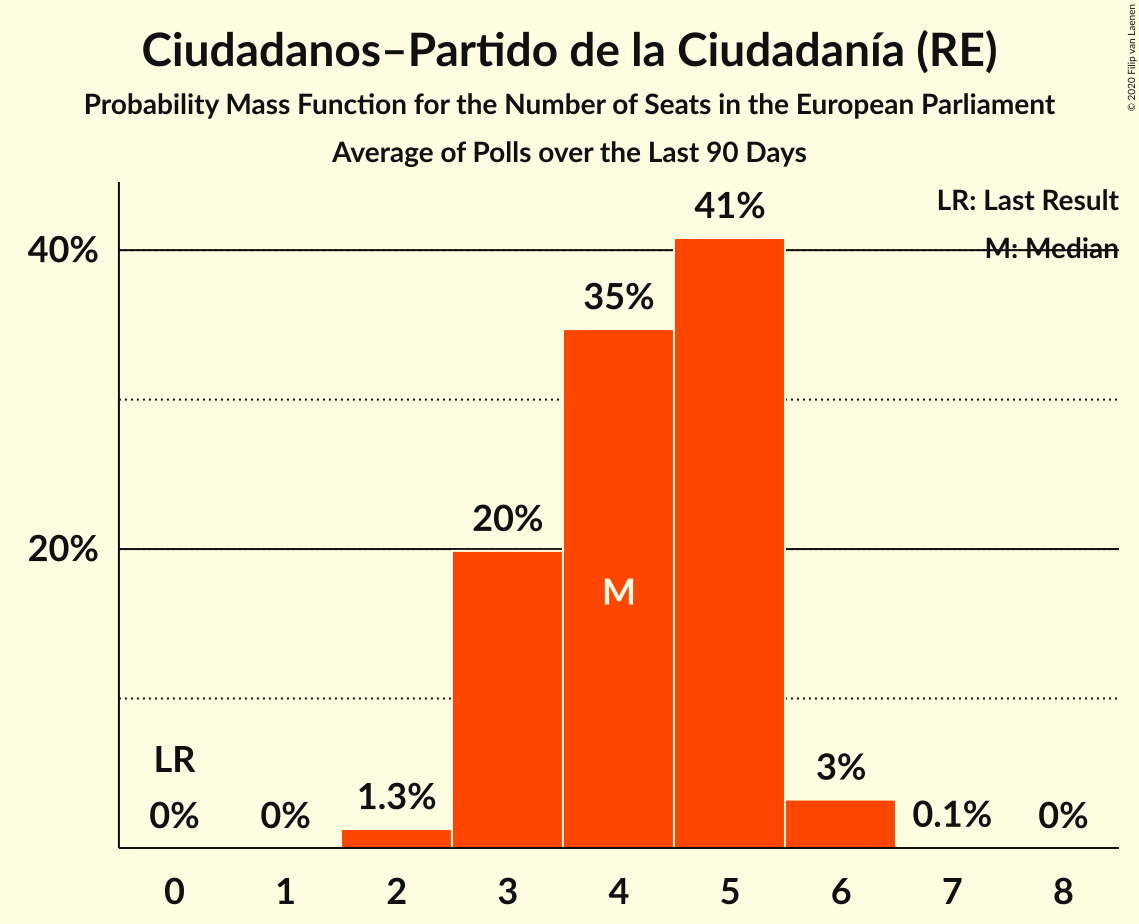 Ciudadanos–Partido de la Ciudadanía (RE)
Probability Mass Function for the Number of Seats in the European Parliament
Average of Polls over the Last 90 Days
© 2020 Filip van Laenen
LR: Last Result
M: Median
40%
20%
41%
35%
20%
M
LR
0%
0%
1.3%
3%
0.1%
0%
0 1 2 3 4 5 6 7 8